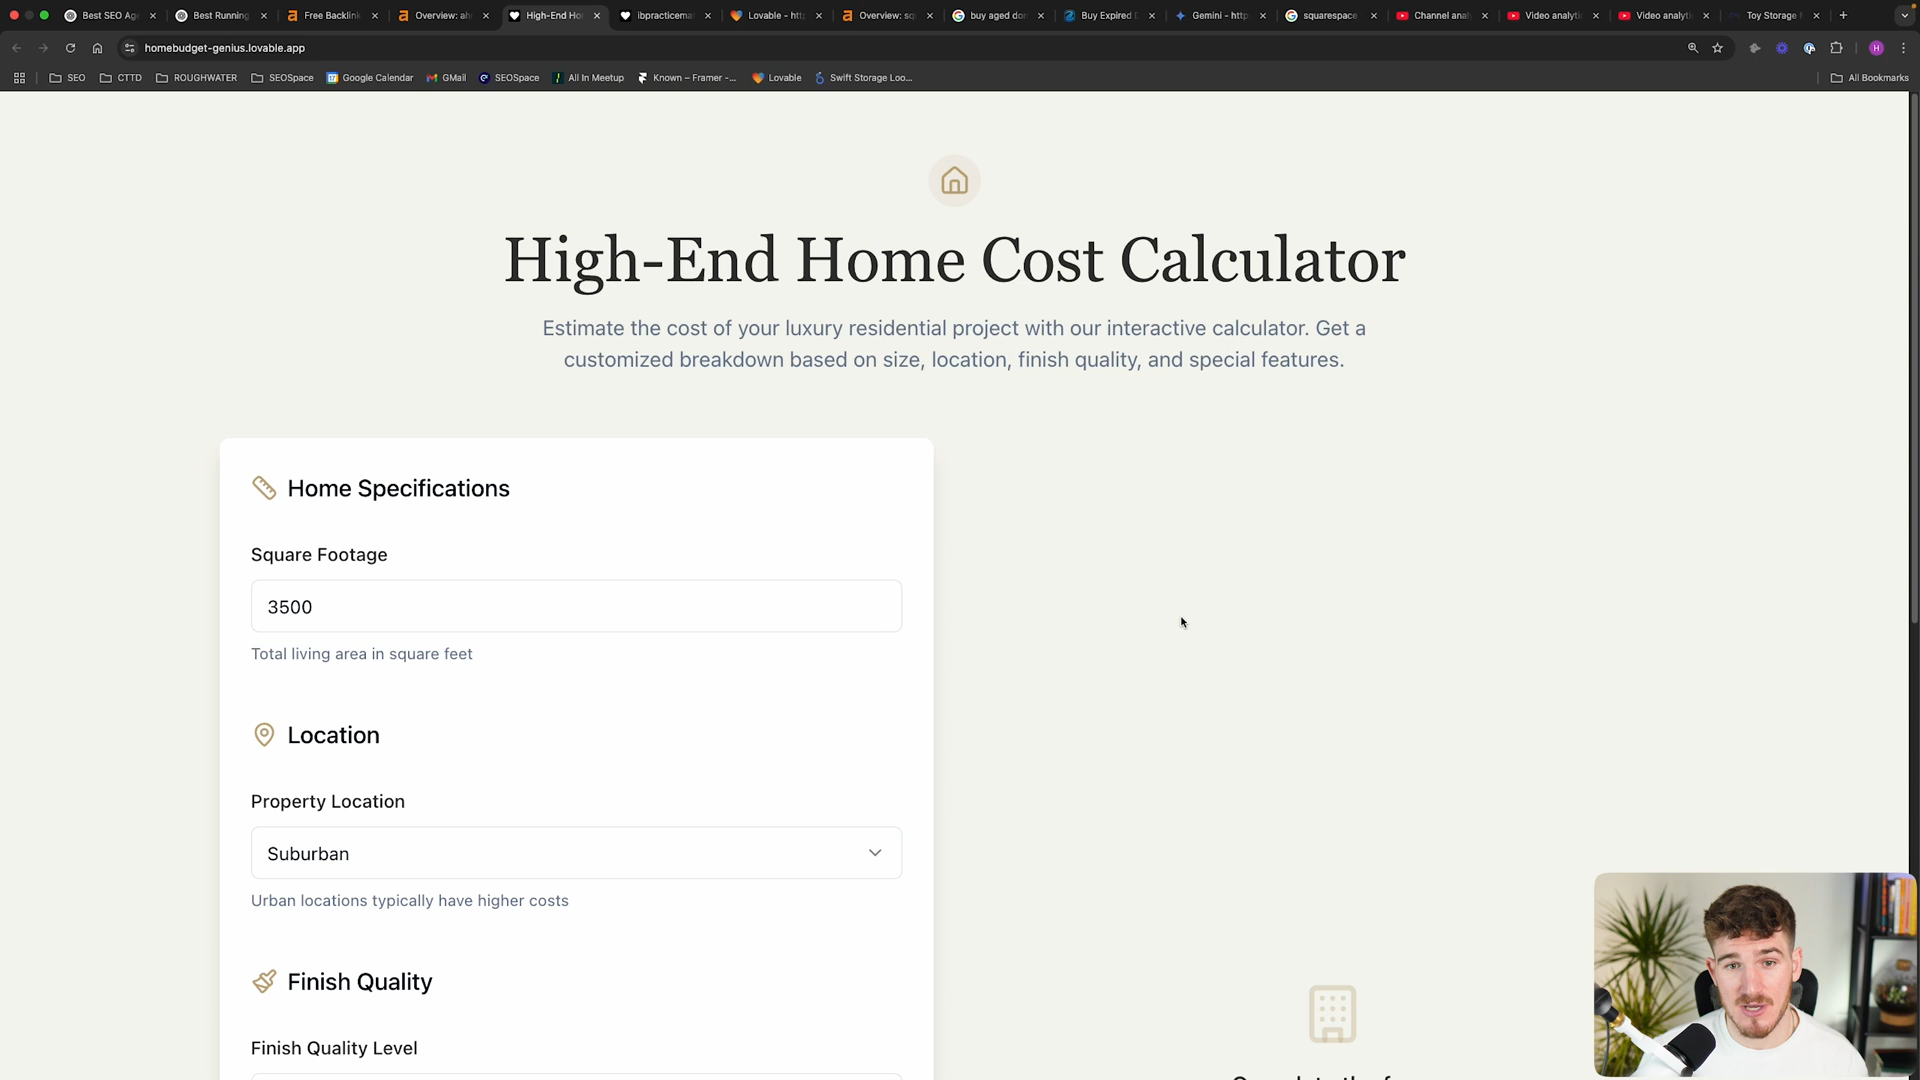 Best SEO Age
Best Running
Free Backlink
Overview: ah
High-End Ho
ibpracticema
Lovable - htt
Overview: sq
buy aged do
Buy Expired D
Gemini - http
squarespace
Channel anal
Video analyti
Video analyti
Toy Storage
homebudget-genius.lovable.app
H
SEO
CTTD
ROUGHWATER
SEOSpace
Google Calendar
GMail
SEOSpace
All In Meetup
Known – Framer -...
Lovable
Swift Storage Loo...
All Bookmarks
High-End Home Cost Calculator
Estimate the cost of your luxury residential project with our interactive calculator. Get a
customized breakdown based on size, location, finish quality, and special features.
Home Specifications
Square Footage
3500
Total living area in square feet
Location
Property Location
Suburban
Urban locations typically have higher costs
Finish Quality
Finish Quality Level